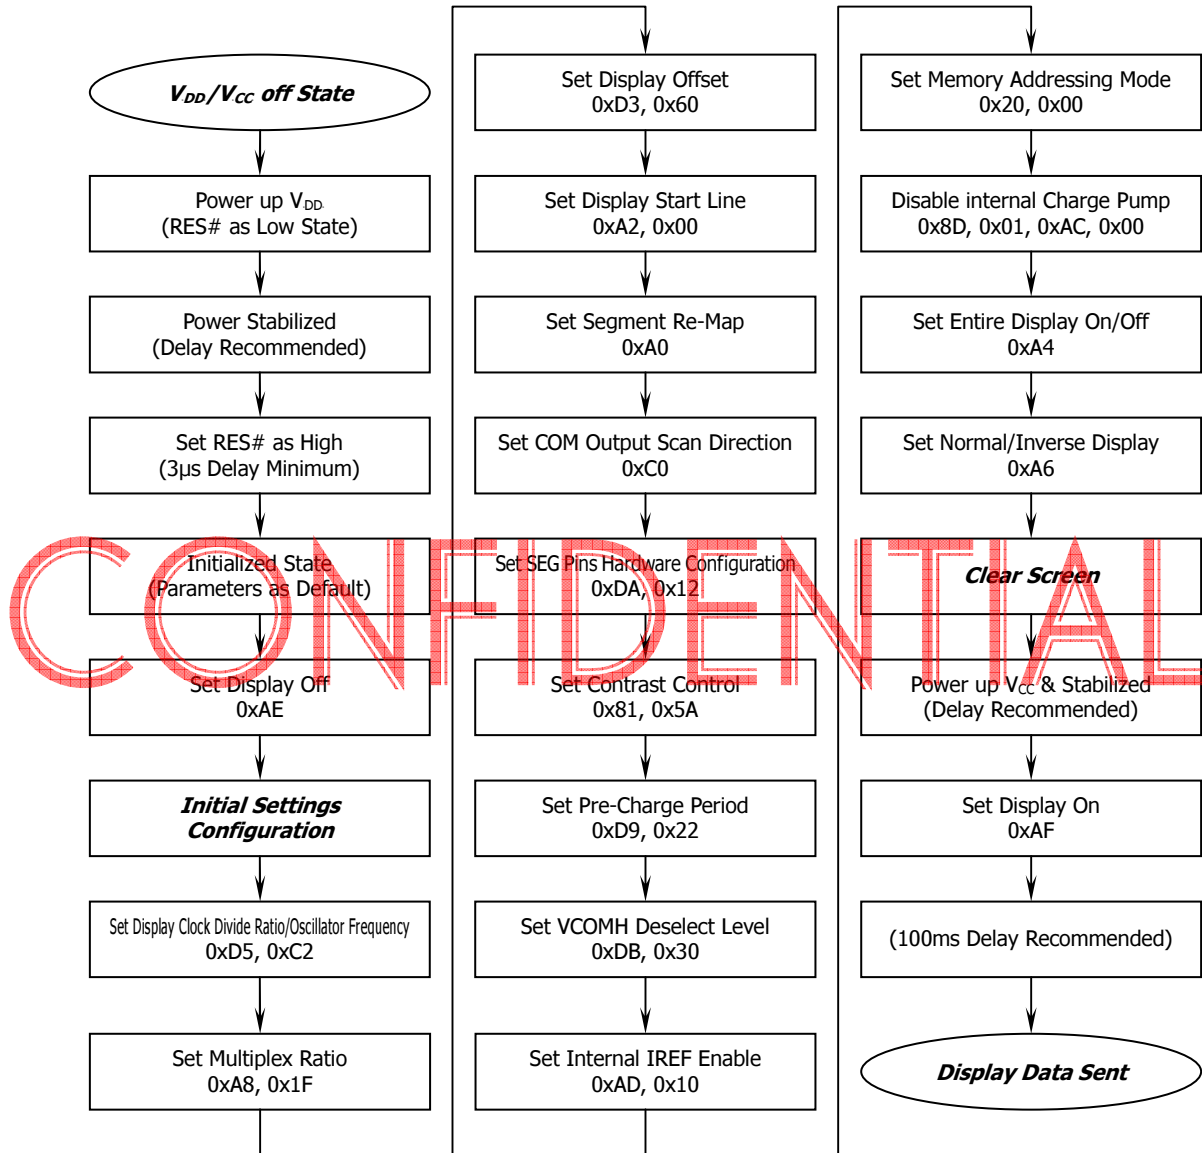 V.DD./V.CC off State
Power up V.DD.
(RES# as Low State)
Power Stabilized
(Delay Recommended)
Set RES# as High
(3μs Delay Minimum)
Initialized State
(Parameters as Default)
Set Display Off
0xAE
Initial Settings
Configuration
Set Display Clock Divide Ratio/Oscillator Frequency
0xD5, 0xC2
Set Multiplex Ratio
0xA8, 0x1F
Set Display Offset
0xD3, 0x60
Set Display Start Line
0xA2, 0x00
Set Segment Re-Map
0xA0
Set COM Output Scan Direction
0xC0
Set SEG Pins Hardware Configuration
0xDA, 0x12
Set Contrast Control
0x81, 0x5A
Set Pre-Charge Period
0xD9, 0x22
Set VCOMH Deselect Level
0xDB, 0x30
Set Internal IREF Enable
0xAD, 0x10
Set Memory Addressing Mode
0x20, 0x00
Disable internal Charge Pump
0x8D, 0x01, 0xAC, 0x00
Set Entire Display On/Off
0xA4
Set Normal/Inverse Display
0xA6
Clear Screen
Power up VCC & Stabilized
(Delay Recommended)
Set Display On
0xAF
(100ms Delay Recommended)
Display Data Sent
CONFIDENTIAL